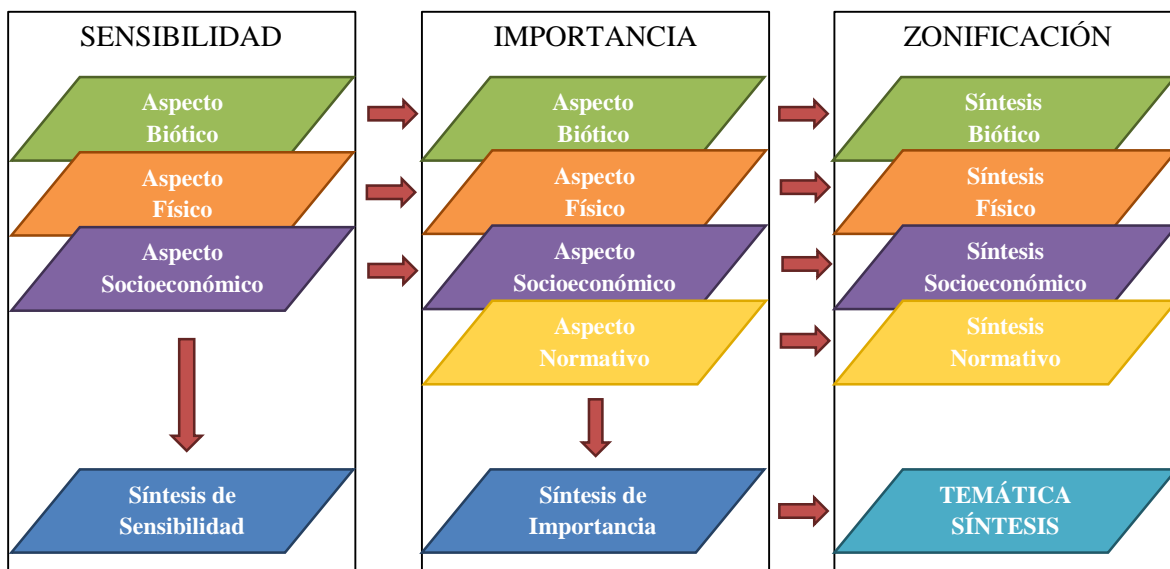 SENSIBILIDAD
Aspecto
Biótico
Aspecto
Físico
Aspecto
Socioeconómico
Síntesis de
Sensibilidad
IMPORTANCIA
Aspecto
Biótico
Aspecto
Físico
Aspecto
Socioeconómico
Aspecto
Normativo
Síntesis de
Importancia
ZONIFICACIÓN
Síntesis
Biótico
Síntesis
Físico
Síntesis
Socioeconómico
Síntesis
Normativo
TEMÁTICA
SÍNTESIS